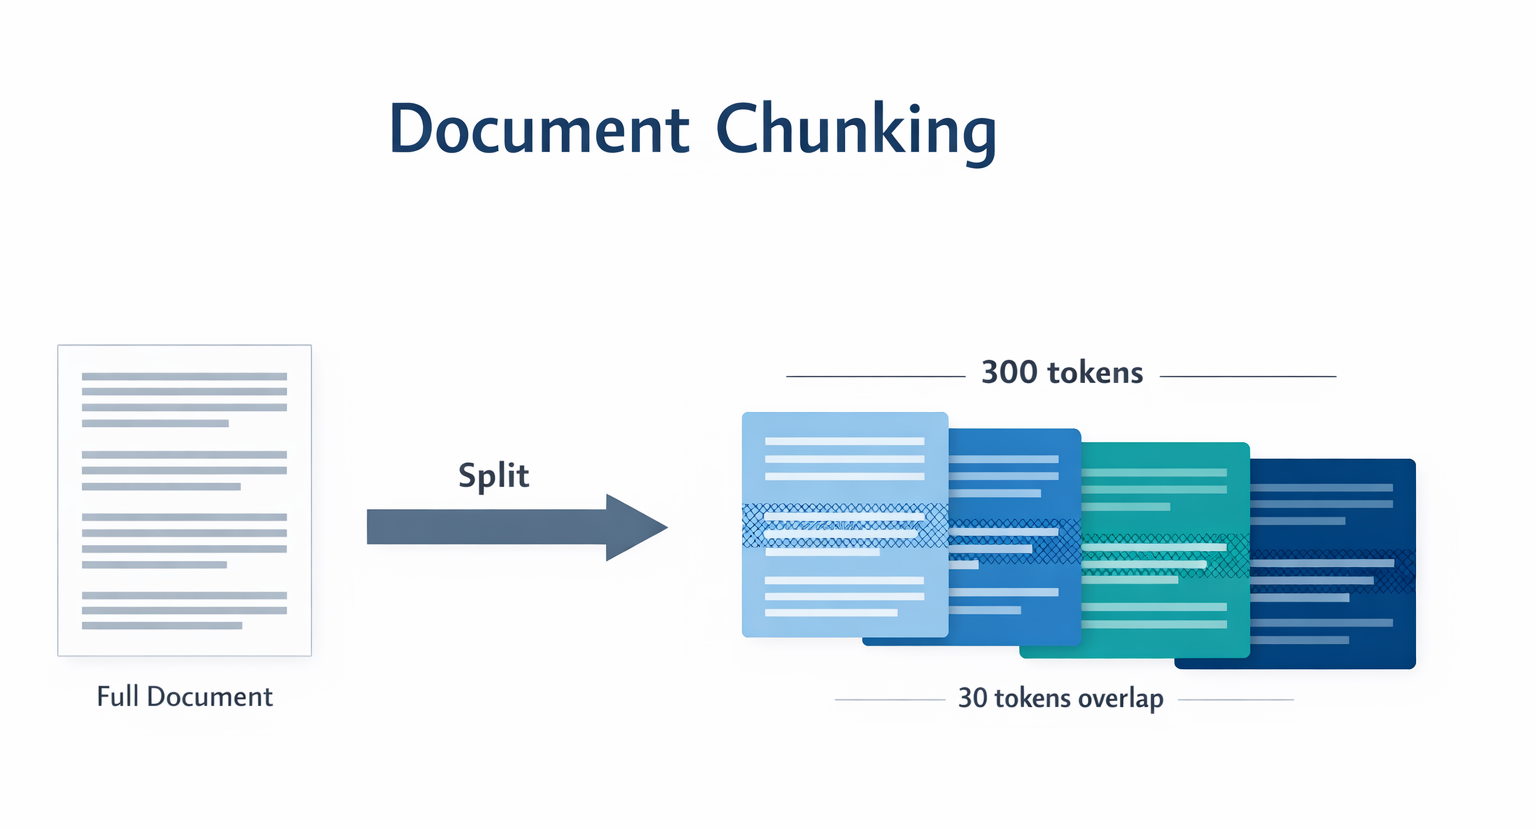 Document Chunking
300 tokens
Split
Full Document
30 tokens overlap